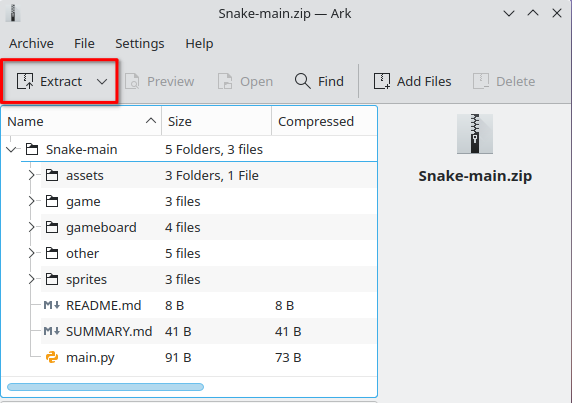 Snake-main.zip — Ark
Archive File Settings Help
Extract Preview Open Find Add Files Delete
Name Size Compressed
Snake-main 5 Folders, 3 files
assets 3 Folders, 1 File
game 3 files
gameboard 4 files
other 5 files
sprites 3 files
M↓ README.md 8 B 8 B
M↓ SUMMARY.md 41 B 41 B
main.py 91 B 73 B
Snake-main.zip